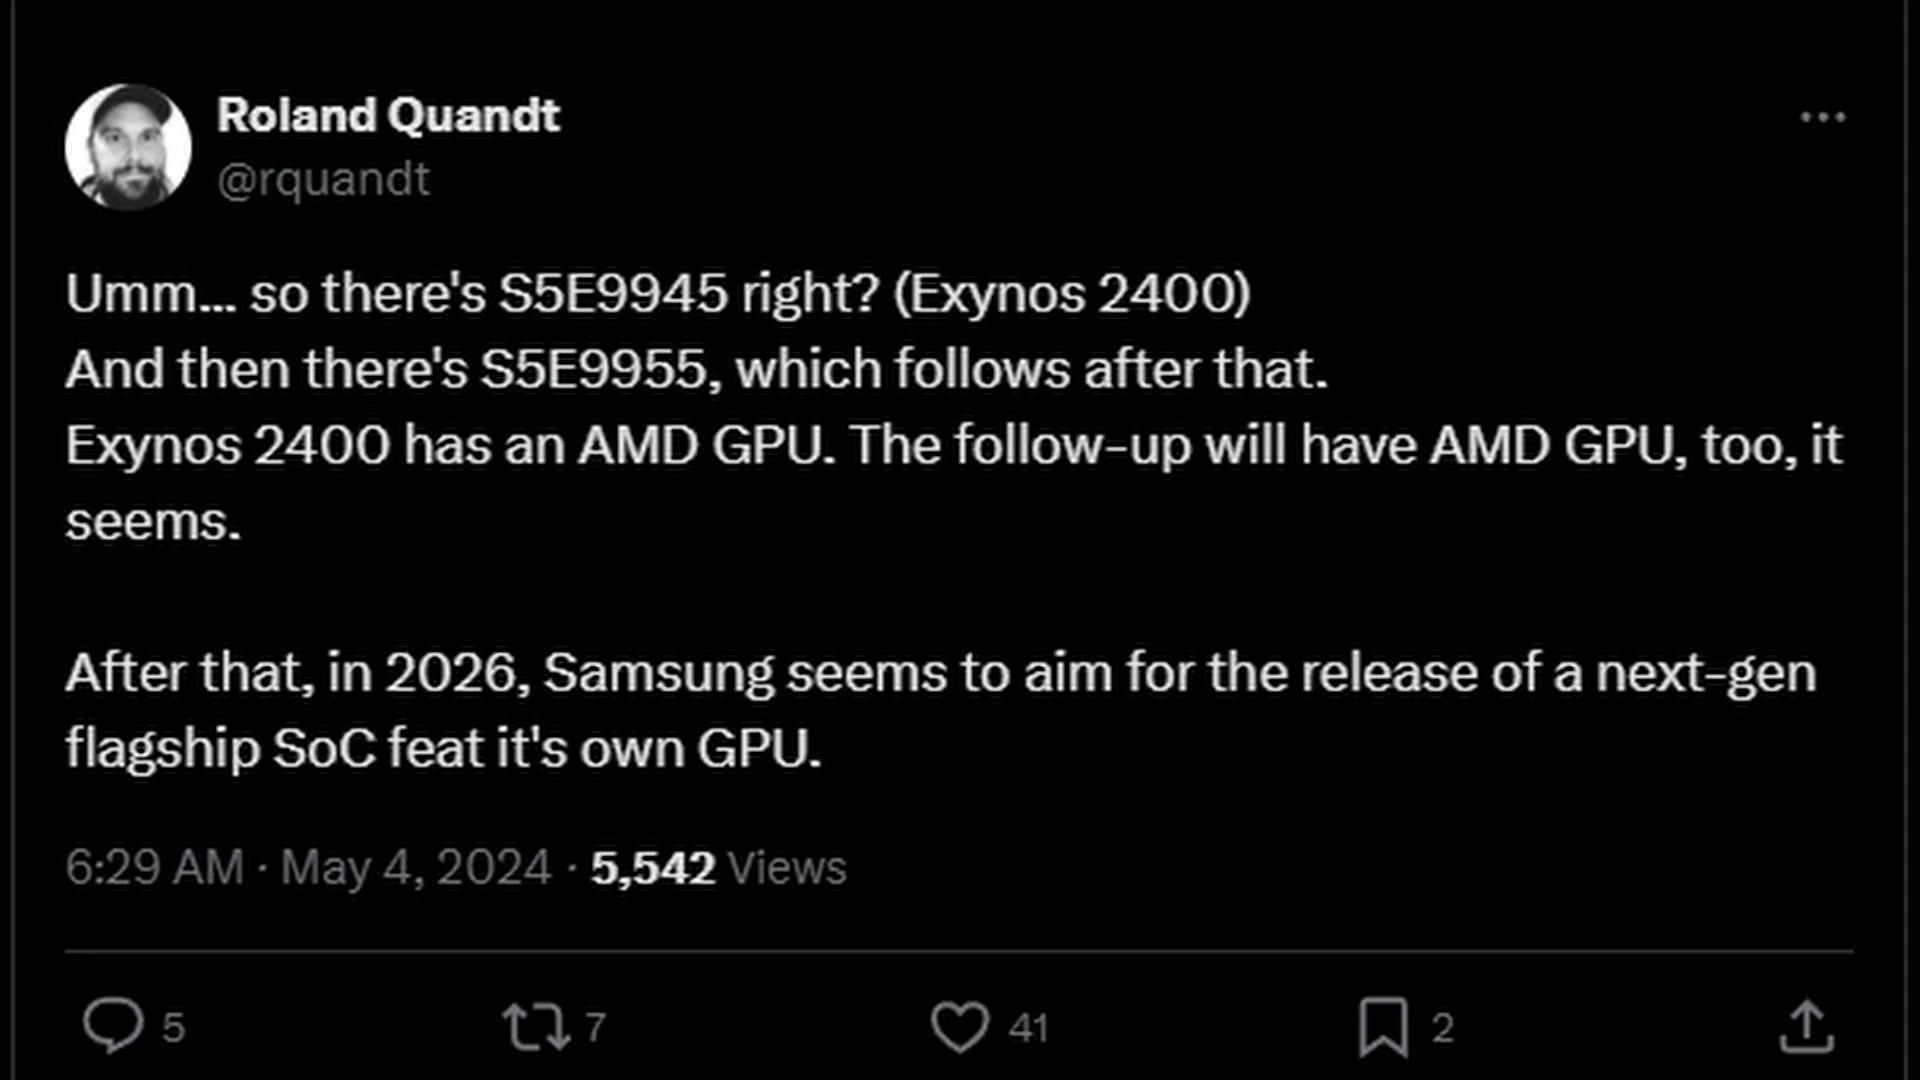 Roland Quandt
@rquandt
Umm... so there's S5E9945 right? (Exynos 2400)
And then there's S5E9955, which follows after that.
Exynos 2400 has an AMD GPU. The follow-up will have AMD GPU, too, it
seems.
After that, in 2026, Samsung seems to aim for the release of a next-gen
flagship SoC feat it's own GPU.
6:29 AM · May 4, 2024 · 5,542 Views
5 7 41 2